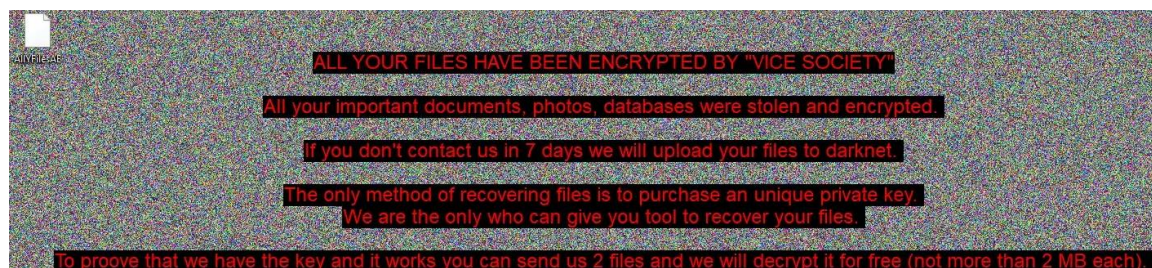 ALL YOUR FILES HAVE BEEN ENCRYPTED BY "VICE SOCIETY"
All your important documents, photos, databases were stolen and encrypted.
If you don't contact us in 7 days we will upload your files to darknet.
The only method of recovering files is to purchase an unique private key.
We are the only who can give you tool to recover your files.
To proove that we have the key and it works you can send us 2 files and we will decrypt it for free (not more than 2 MB each).